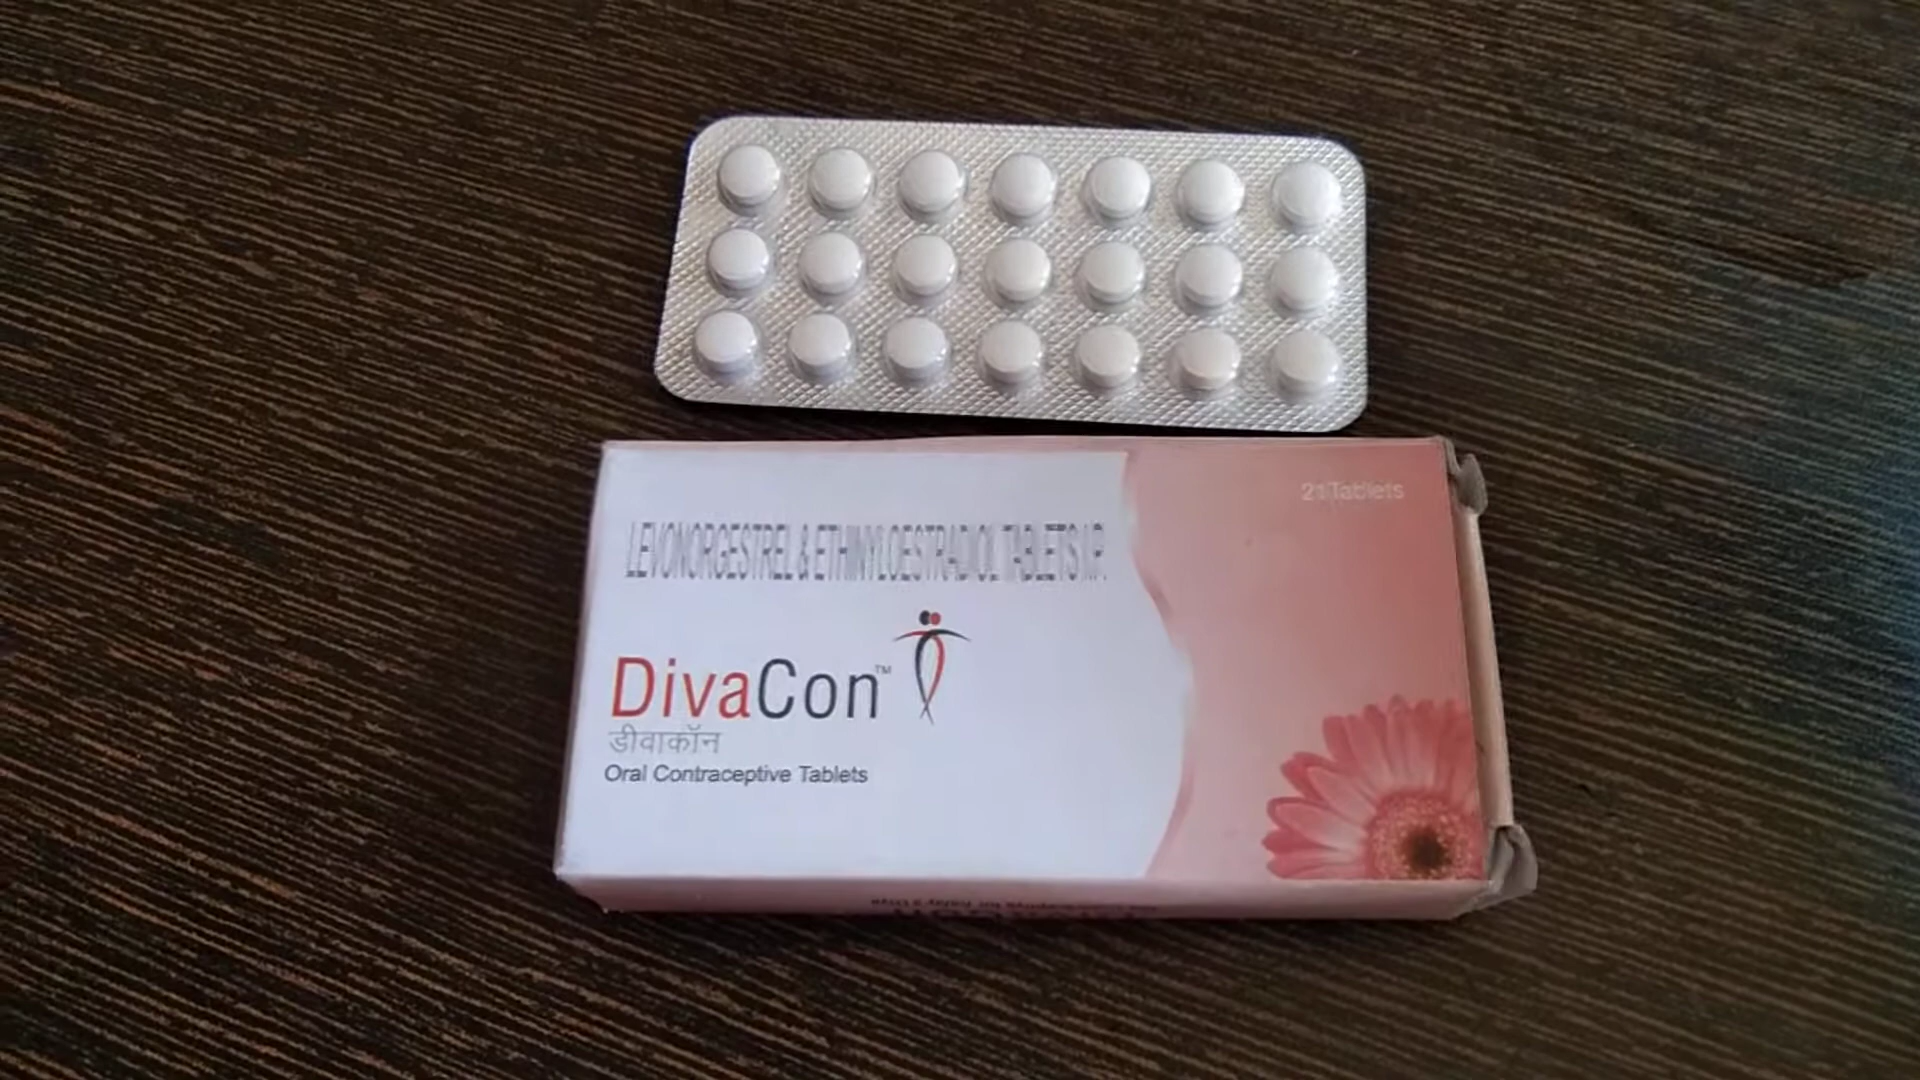 21 Tablets
LEVONORGESTREL & ETHINYLOESTRADIOL TABLETS I.P.
DivaCon™
डीवाकॉन
Oral Contraceptive Tablets